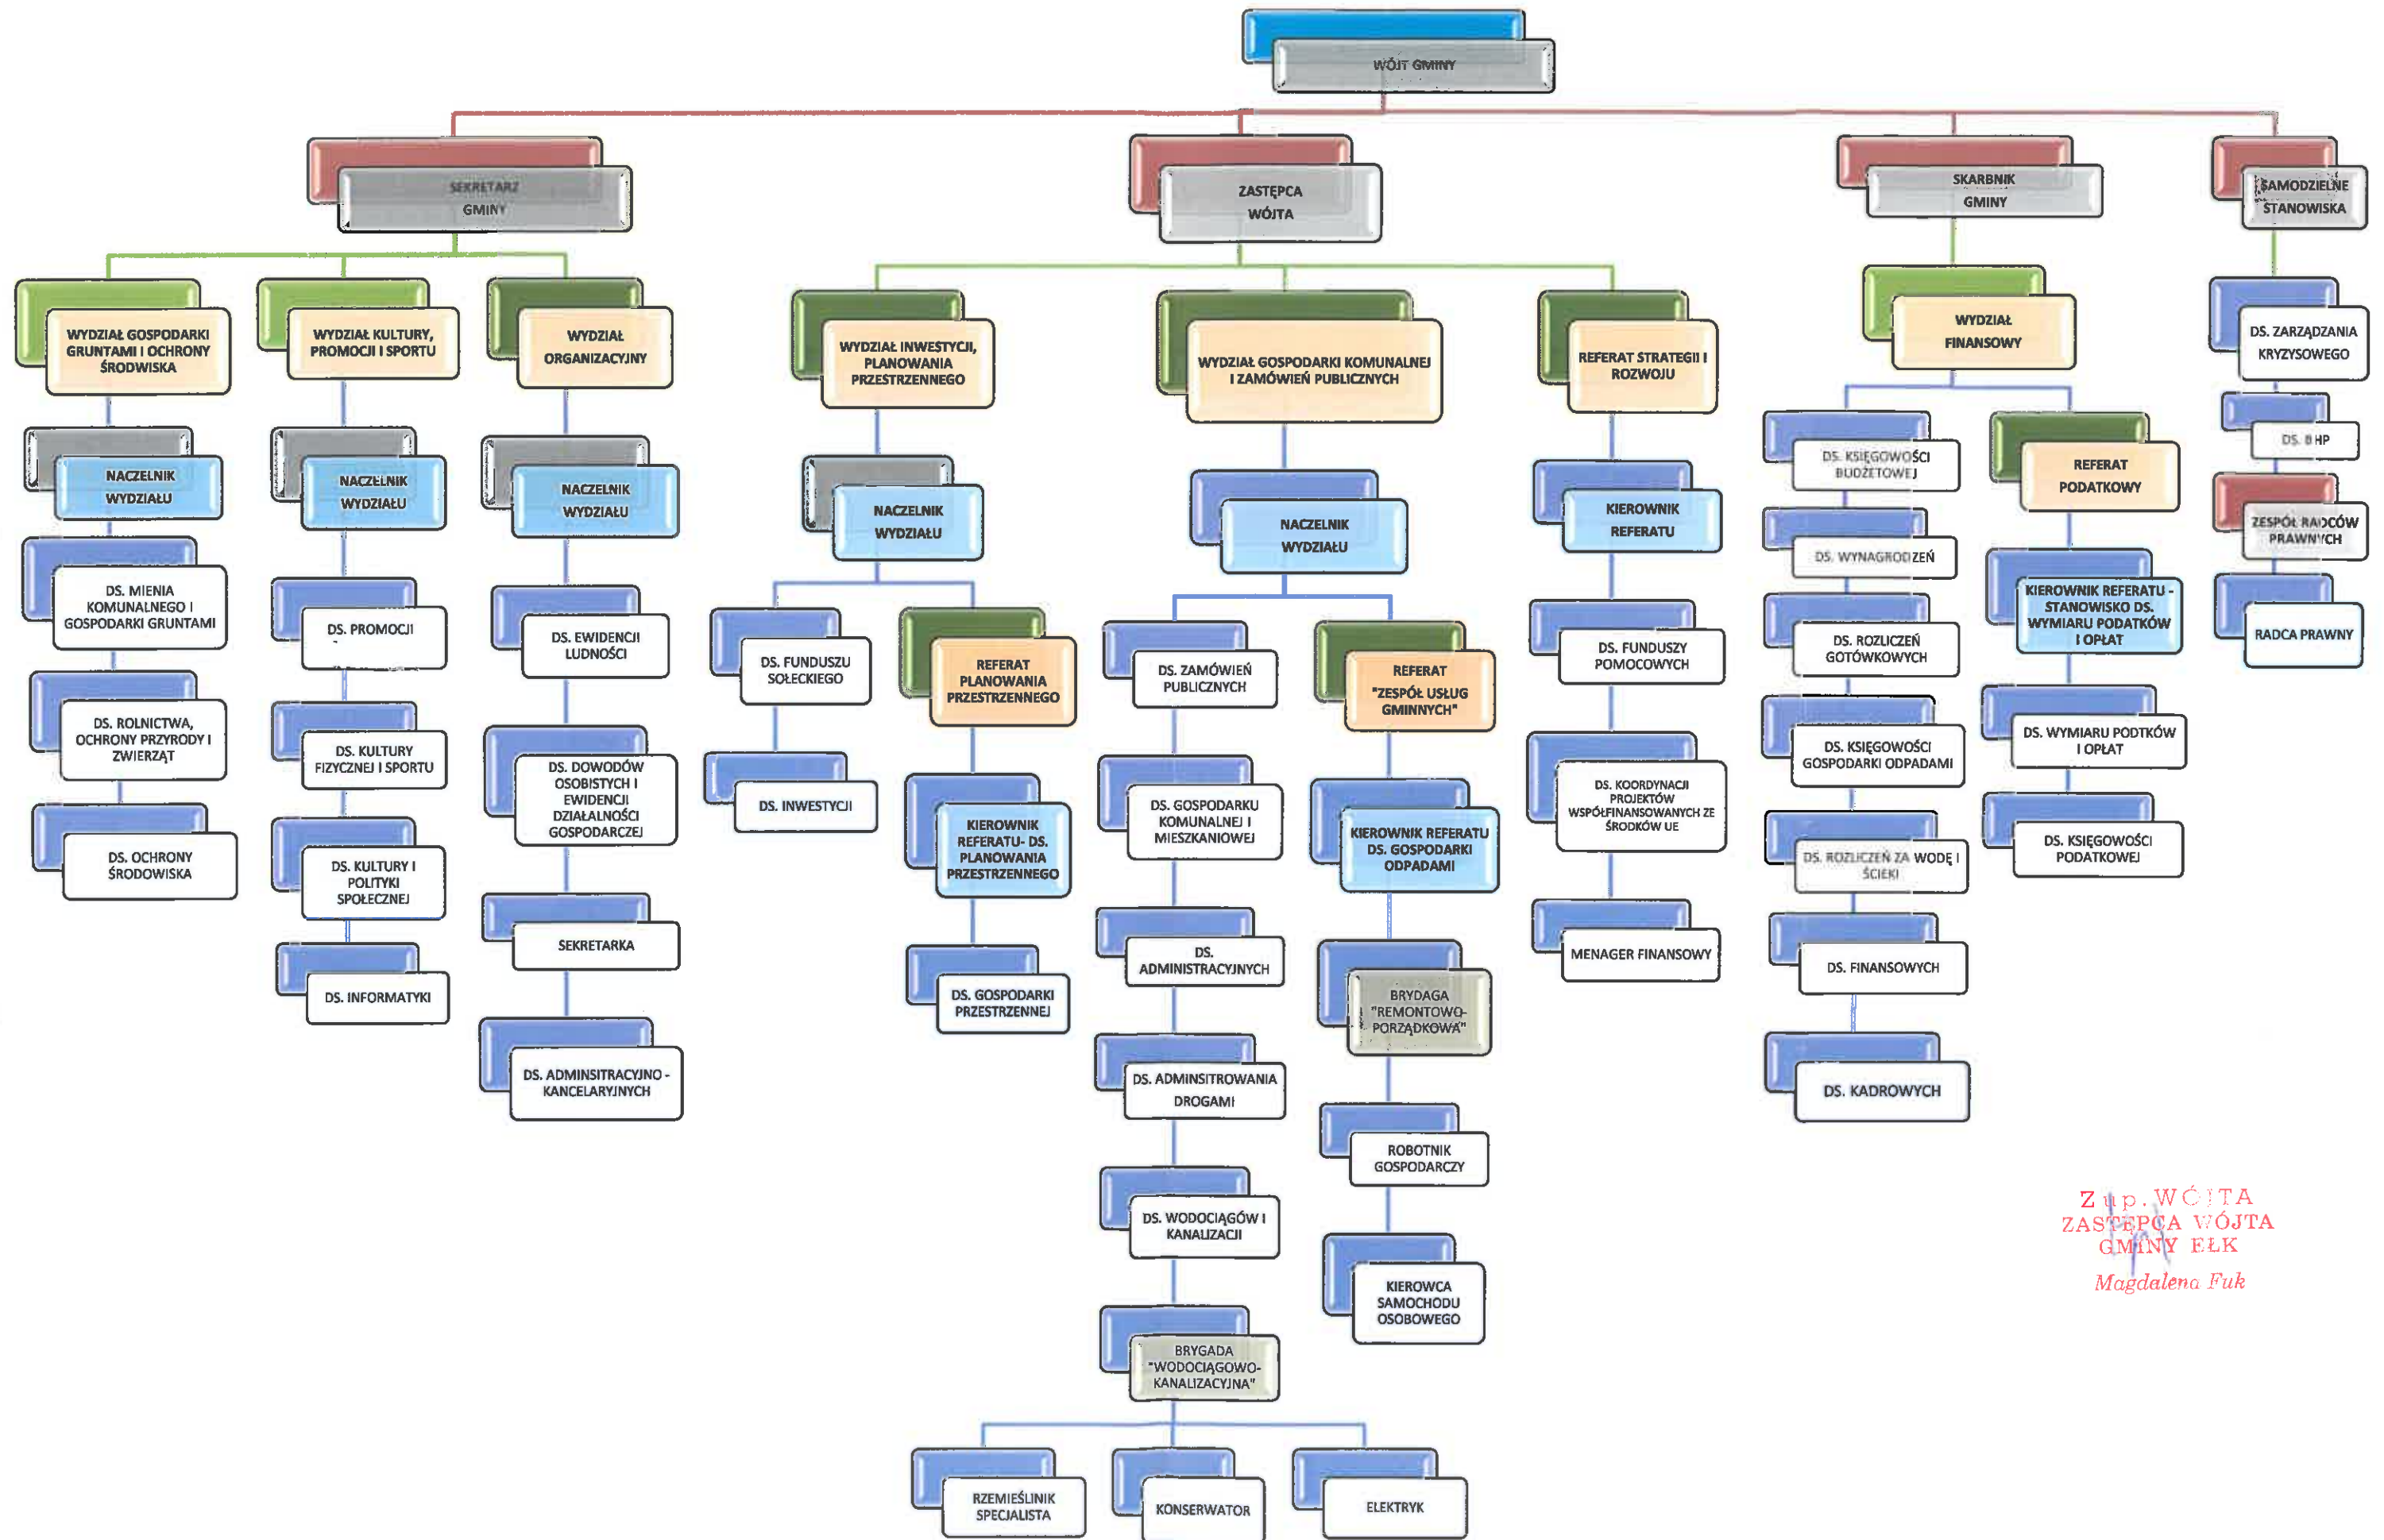 WÓJT GMINY
SEKRETARZ
GMINY
ZASTĘPCA
WÓJTA
SKARBNIK
GMINY
SAMODZIELNE
STANOWISKA
WYDZIAŁ GOSPODARKI
GRUNTAMI I OCHRONY
ŚRODWISKA
NACZELNIK
WYDZIAŁU
DS. MIENIA
KOMUNALNEGO I
GOSPODARKI GRUNTAMI
DS. ROLNICTWA,
OCHRONY PRZYRODY I
ZWIERZĄT
DS. OCHRONY
ŚRODOWISKA
WYDZIAŁ KULTURY,
PROMOCJI I SPORTU
NACZELNIK
WYDZIAŁU
DS. PROMOCJI
DS. KULTURY
FIZYCZNEJ I SPORTU
DS. KULTURY I
POLITYKI
SPOŁECZNEJ
DS. INFORMATYKI
WYDZIAŁ
ORGANIZACYJNY
NACZELNIK
WYDZIAŁU
DS. EWIDENCJI
LUDNOŚCI
DS. DOWODÓW
OSOBISTYCH I
EWIDENCJI
DZIAŁALNOŚCI
GOSPODARCZEJ
SEKRETARKA
DS. ADMINSITRACYJNO -
KANCELARYJNYCH
WYDZIAŁ INWESTYCJI,
PLANOWANIA
PRZESTRZENNEGO
NACZELNIK
WYDZIAŁU
DS. FUNDUSZU
SOŁECKIEGO
DS. INWESTYCJI
REFERAT
PLANOWANIA
PRZESTRZENNEGO
KIEROWNIK
REFERATU- DS.
PLANOWANIA
PRZESTRZENNEGO
DS. GOSPODARKI
PRZESTRZENNEJ
WYDZIAŁ GOSPODARKI KOMUNALNEJ
I ZAMÓWIEŃ PUBLICZNYCH
NACZELNIK
WYDZIAŁU
DS. ZAMÓWIEŃ
PUBLICZNYCH
DS. GOSPODARKU
KOMUNALNEJ I
MIESZKANIOWEJ
DS.
ADMINISTRACYJNYCH
DS. ADMINSITROWANIA
DROGAMI
DS. WODOCIĄGÓW I
KANALIZACJI
BRYGADA
"WODOCIĄGOWO-
KANALIZACYJNA"
RZEMIEŚLINIK
SPECJALISTA
KONSERWATOR
ELEKTRYK
REFERAT
"ZESPÓŁ USŁUG
GMINNYCH"
KIEROWNIK REFERATU
DS. GOSPODARKI
ODPADAMI
BRYDAGA
"REMONTOWO-
PORZĄDKOWA"
ROBOTNIK
GOSPODARCZY
KIEROWCA
SAMOCHODU
OSOBOWEGO
REFERAT STRATEGII I
ROZWOJU
KIEROWNIK
REFERATU
DS. FUNDUSZY
POMOCOWYCH
DS. KOORDYNACJI
PROJEKTÓW
WSPÓŁFINANSOWANYCH ZE
ŚRODKÓW UE
MENAGER FINANSOWY
WYDZIAŁ
FINANSOWY
DS. KSIĘGOWOŚCI
BUDŻETOWEJ
DS. WYNAGRODZEŃ
DS. ROZLICZEŃ
GOTÓWKOWYCH
DS. KSIĘGOWOŚCI
GOSPODARKI ODPADAMI
DS. ROZLICZEŃ ZA WODĘ I
ŚCIEKI
DS. FINANSOWYCH
DS. KADROWYCH
REFERAT
PODATKOWY
KIEROWNIK REFERATU -
STANOWISKO DS.
WYMIARU PODATKÓW
I OPŁAT
DS. WYMIARU PODTKÓW
I OPŁAT
DS. KSIĘGOWOŚCI
PODATKOWEJ
DS. ZARZĄDZANIA
KRYZYSOWEGO
DS. BHP
ZESPÓŁ RADCÓW
PRAWNYCH
RADCA PRAWNY
Z up. WÓJTA
ZASTĘPCA WÓJTA
GMINY EŁK
Magdalena Fuk